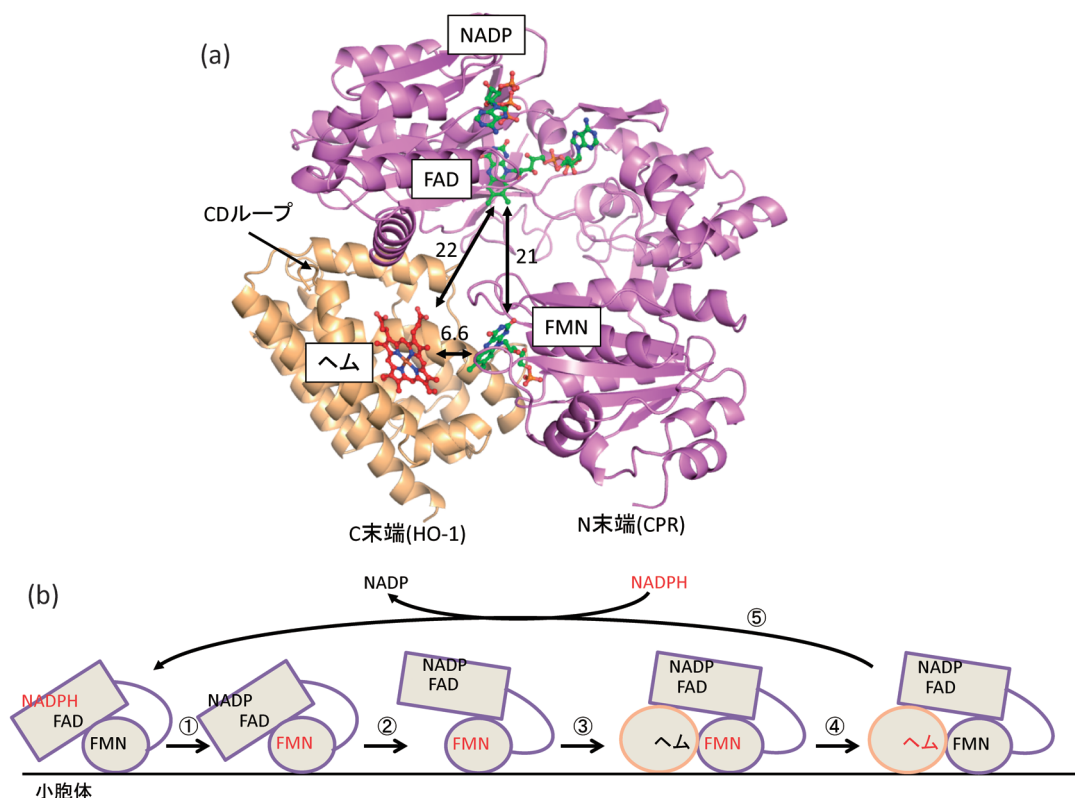 (a)
NADP
FAD
CDループ
22
21
FMN
6.6
ヘム
C末端(HO-1)
N末端(CPR)
(b)
NADP
NADPH
⑤
NADPH
FAD
FMN
①
NADP
FAD
FMN
②
NADP
FAD
FMN
③
NADP
FAD
ヘム
FMN
④
NADP
FAD
ヘム
FMN
小胞体